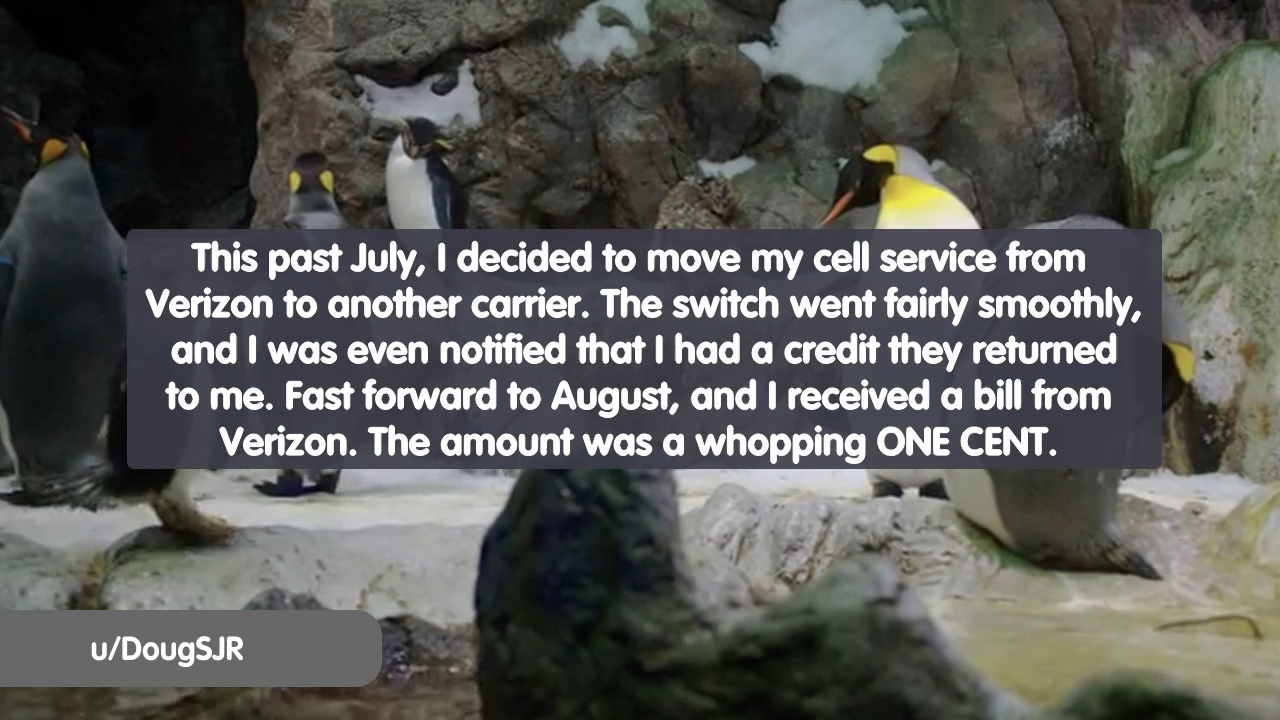 This past July, I decided to move my cell service from
Verizon to another carrier. The switch went fairly smoothly,
and I was even notified that I had a credit they returned
to me. Fast forward to August, and I received a bill from
Verizon. The amount was a whopping ONE CENT.
u/DougSJR